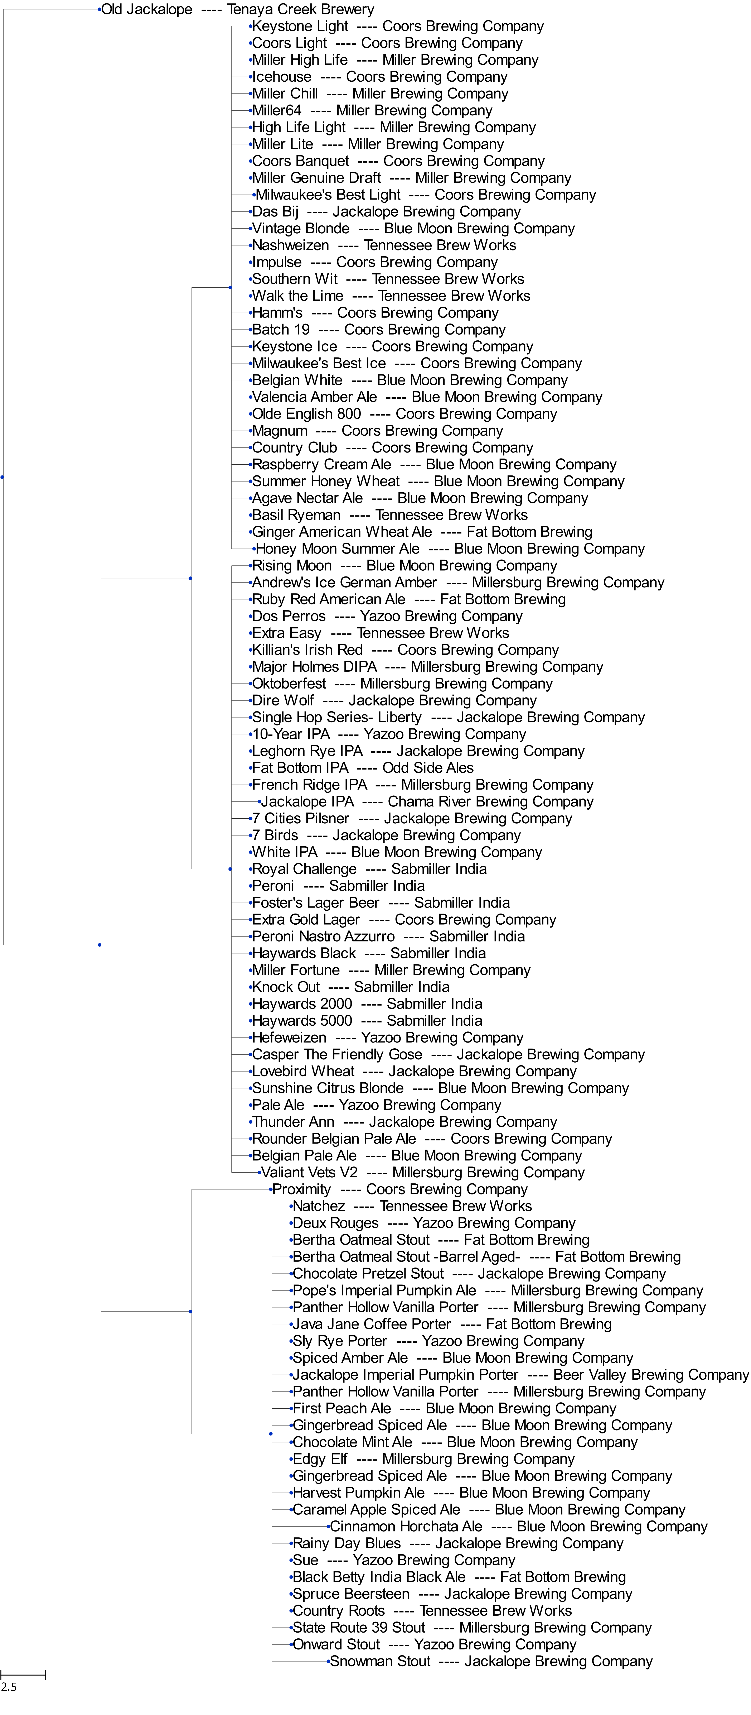 Old Jackalope ---- Tenaya Creek Brewery
Keystone Light ---- Coors Brewing Company
Coors Light ---- Coors Brewing Company
Miller High Life ---- Miller Brewing Company
Icehouse ---- Coors Brewing Company
Miller Chill ---- Miller Brewing Company
Miller64 ---- Miller Brewing Company
High Life Light ---- Miller Brewing Company
Miller Lite ---- Miller Brewing Company
Coors Banquet ---- Coors Brewing Company
Miller Genuine Draft ---- Miller Brewing Company
Milwaukee's Best Light ---- Coors Brewing Company
Das Bij ---- Jackalope Brewing Company
Vintage Blonde ---- Blue Moon Brewing Company
Nashweizen ---- Tennessee Brew Works
Impulse ---- Coors Brewing Company
Southern Wit ---- Tennessee Brew Works
Walk the Lime ---- Tennessee Brew Works
Hamm's ---- Coors Brewing Company
Batch 19 ---- Coors Brewing Company
Keystone Ice ---- Coors Brewing Company
Milwaukee's Best Ice ---- Coors Brewing Company
Belgian White ---- Blue Moon Brewing Company
Valencia Amber Ale ---- Blue Moon Brewing Company
Olde English 800 ---- Coors Brewing Company
Magnum ---- Coors Brewing Company
Country Club ---- Coors Brewing Company
Raspberry Cream Ale ---- Blue Moon Brewing Company
Summer Honey Wheat ---- Blue Moon Brewing Company
Agave Nectar Ale ---- Blue Moon Brewing Company
Basil Ryeman ---- Tennessee Brew Works
Ginger American Wheat Ale ---- Fat Bottom Brewing
Honey Moon Summer Ale ---- Blue Moon Brewing Company
Rising Moon ---- Blue Moon Brewing Company
Andrew's Ice German Amber ---- Millersburg Brewing Company
Ruby Red American Ale ---- Fat Bottom Brewing
Dos Perros ---- Yazoo Brewing Company
Extra Easy ---- Tennessee Brew Works
Killian's Irish Red ---- Coors Brewing Company
Major Holmes DIPA ---- Millersburg Brewing Company
Oktoberfest ---- Millersburg Brewing Company
Dire Wolf ---- Jackalope Brewing Company
Single Hop Series- Liberty ---- Jackalope Brewing Company
10-Year IPA ---- Yazoo Brewing Company
Leghorn Rye IPA ---- Jackalope Brewing Company
Fat Bottom IPA ---- Odd Side Ales
French Ridge IPA ---- Millersburg Brewing Company
Jackalope IPA ---- Chama River Brewing Company
7 Cities Pilsner ---- Jackalope Brewing Company
7 Birds ---- Jackalope Brewing Company
White IPA ---- Blue Moon Brewing Company
Royal Challenge ---- Sabmiller India
Peroni ---- Sabmiller India
Foster's Lager Beer ---- Sabmiller India
Extra Gold Lager ---- Coors Brewing Company
Peroni Nastro Azzurro ---- Sabmiller India
Haywards Black ---- Sabmiller India
Miller Fortune ---- Miller Brewing Company
Knock Out ---- Sabmiller India
Haywards 2000 ---- Sabmiller India
Haywards 5000 ---- Sabmiller India
Hefeweizen ---- Yazoo Brewing Company
Casper The Friendly Gose ---- Jackalope Brewing Company
Lovebird Wheat ---- Jackalope Brewing Company
Sunshine Citrus Blonde ---- Blue Moon Brewing Company
Pale Ale ---- Yazoo Brewing Company
Thunder Ann ---- Jackalope Brewing Company
Rounder Belgian Pale Ale ---- Coors Brewing Company
Belgian Pale Ale ---- Blue Moon Brewing Company
Valiant Vets V2 ---- Millersburg Brewing Company
Proximity ---- Coors Brewing Company
Natchez ---- Tennessee Brew Works
Deux Rouges ---- Yazoo Brewing Company
Bertha Oatmeal Stout ---- Fat Bottom Brewing
Bertha Oatmeal Stout -Barrel Aged- ---- Fat Bottom Brewing
Chocolate Pretzel Stout ---- Jackalope Brewing Company
Pope's Imperial Pumpkin Ale ---- Millersburg Brewing Company
Panther Hollow Vanilla Porter ---- Millersburg Brewing Company
Java Jane Coffee Porter ---- Fat Bottom Brewing
Sly Rye Porter ---- Yazoo Brewing Company
Spiced Amber Ale ---- Blue Moon Brewing Company
Jackalope Imperial Pumpkin Porter ---- Beer Valley Brewing Company
Panther Hollow Vanilla Porter ---- Millersburg Brewing Company
First Peach Ale ---- Blue Moon Brewing Company
Gingerbread Spiced Ale ---- Blue Moon Brewing Company
Chocolate Mint Ale ---- Blue Moon Brewing Company
Edgy Elf ---- Millersburg Brewing Company
Gingerbread Spiced Ale ---- Blue Moon Brewing Company
Harvest Pumpkin Ale ---- Blue Moon Brewing Company
Caramel Apple Spiced Ale ---- Blue Moon Brewing Company
Cinnamon Horchata Ale ---- Blue Moon Brewing Company
Rainy Day Blues ---- Jackalope Brewing Company
Sue ---- Yazoo Brewing Company
Black Betty India Black Ale ---- Fat Bottom Brewing
Spruce Beersteen ---- Jackalope Brewing Company
Country Roots ---- Tennessee Brew Works
State Route 39 Stout ---- Millersburg Brewing Company
Onward Stout ---- Yazoo Brewing Company
Snowman Stout ---- Jackalope Brewing Company
2.5